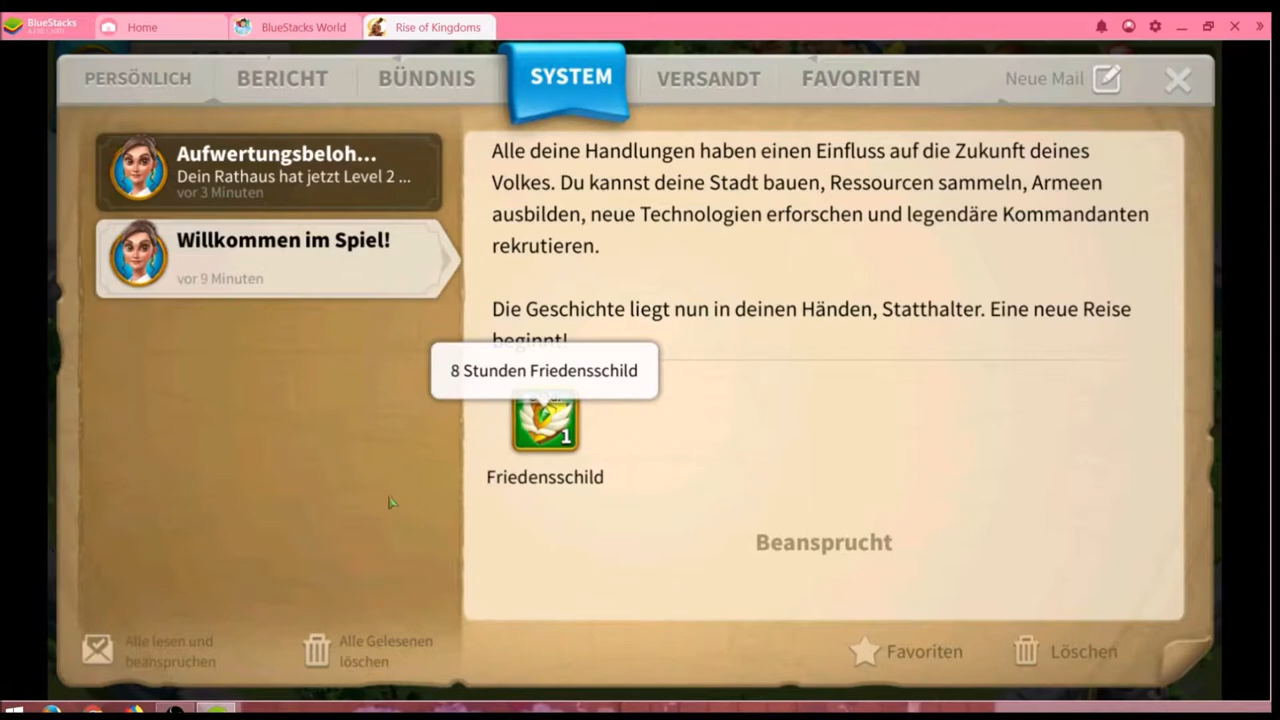 BlueStacks
Home
BlueStacks World
Rise of Kingdoms
PERSÖNLICH
BERICHT
BÜNDNIS
SYSTEM
VERSANDT
FAVORITEN
Neue Mail
Aufwertungsbeloh...
Dein Rathaus hat jetzt Level 2 ...
vor 3 Minuten
Willkommen im Spiel!
vor 9 Minuten
Alle deine Handlungen haben einen Einfluss auf die Zukunft deines
Volkes. Du kannst deine Stadt bauen, Ressourcen sammeln, Armeen
ausbilden, neue Technologien erforschen und legendäre Kommandanten
rekrutieren.
Die Geschichte liegt nun in deinen Händen, Statthalter. Eine neue Reise
beginnt!
8 Stunden Friedensschild
1
Friedensschild
Beansprucht
Alle lesen und
beanspruchen
Alle Gelesenen
löschen
Favoriten
Löschen